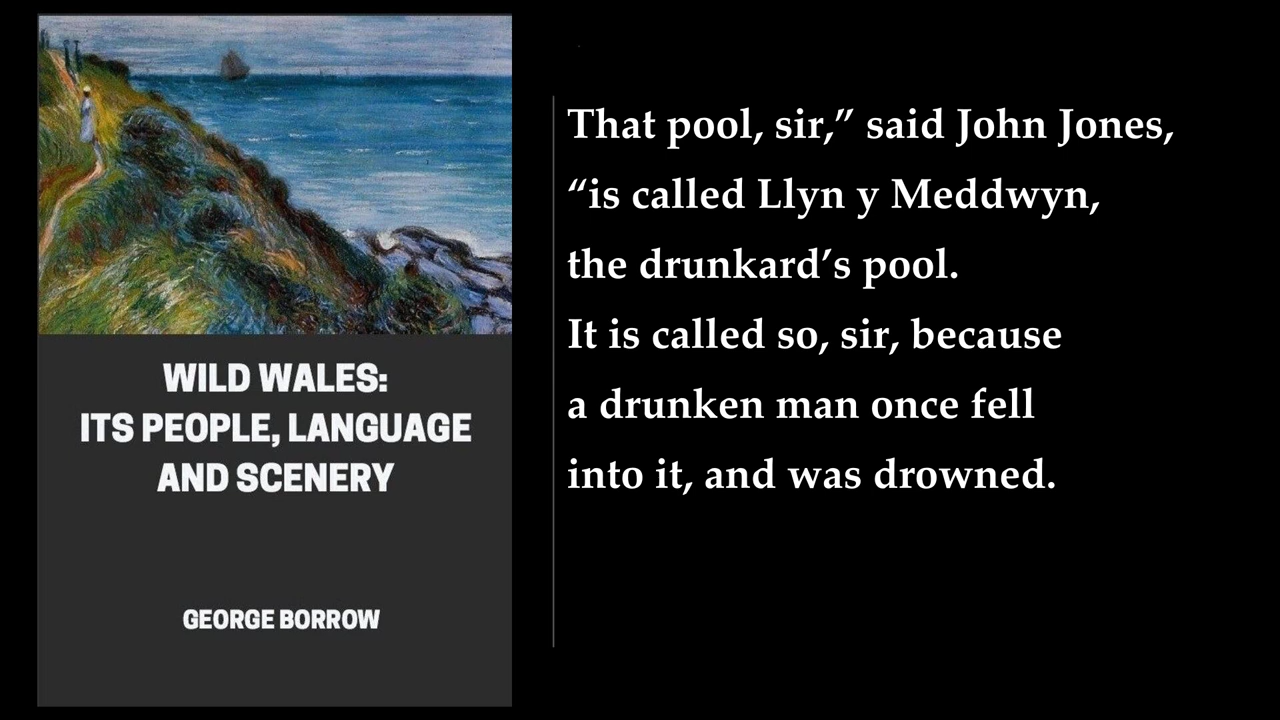 WILD WALES:
ITS PEOPLE, LANGUAGE
AND SCENERY
GEORGE BORROW
That pool, sir,” said John Jones,
“is called Llyn y Meddwyn,
the drunkard’s pool.
It is called so, sir, because
a drunken man once fell
into it, and was drowned.